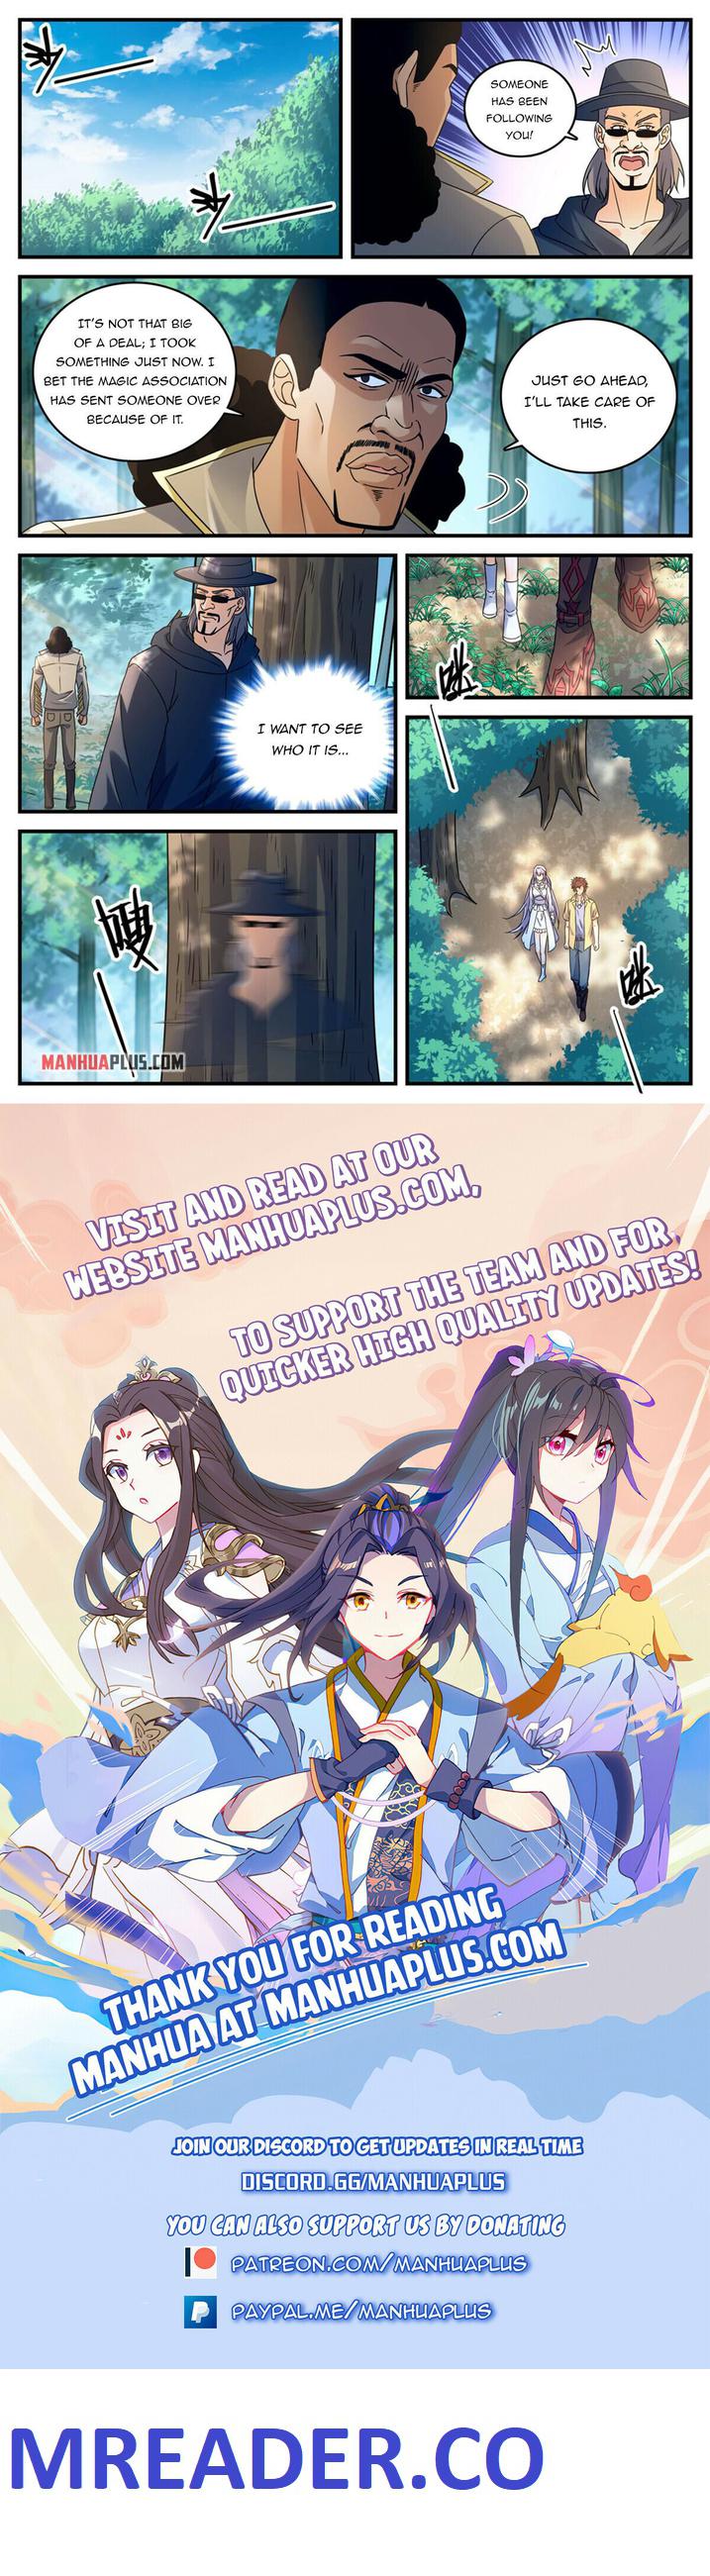 SOMEONE
HAS BEEN
FOLLOWING
YOU!
IT'S NOT THAT BIG
OF A DEAL; I TOOK
SOMETHING JUST NOW. I
BET THE MAGIC ASSOCIATION
HAS SENT SOMEONE OVER
BECAUSE OF IT.
JUST GO AHEAD,
I'LL TAKE CARE OF
THIS.
I WANT TO SEE
WHO IT IS...
MANHUAPLUS.COM
VISIT AND READ AT OUR
WEBSITE MANHUAPLUS.COM,
TO SUPPORT THE TEAM AND FOR
QUICKER HIGH QUALITY UPDATES!
THANK YOU FOR READING
MANHUA AT MANHUAPLUS.COM
JOIN OUR DISCORD TO GET UPDATES IN REAL TIME
DISCORD.GG/MANHUAPLUS
YOU CAN ALSO SUPPORT US BY DONATING
PATREON.COM/MANHUAPLUS
PAYPAL.ME/MANHUAPLUS
MREADER.CO